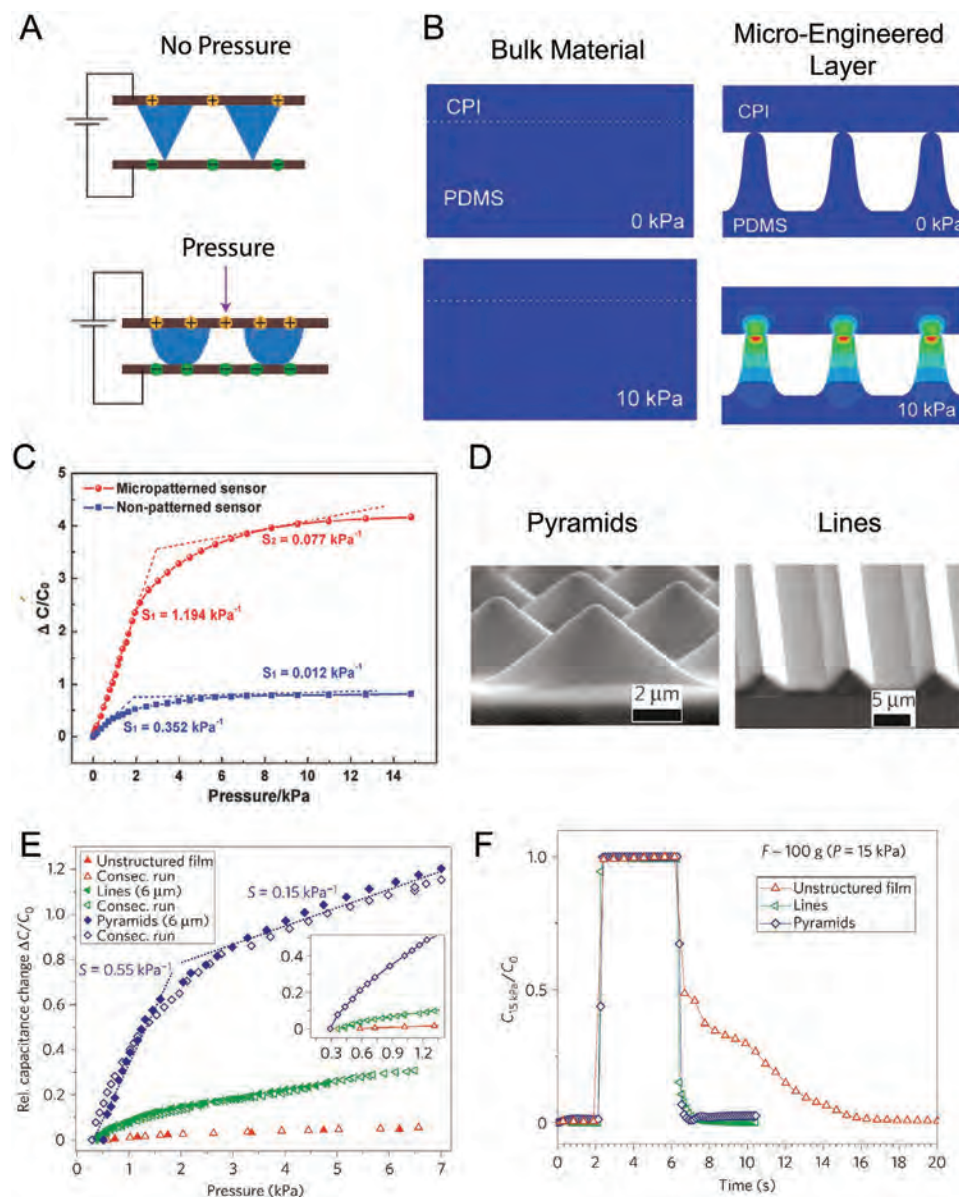 A
No Pressure
+ + +
Pressure
+ + + + +
B
Bulk Material
Micro-Engineered
Layer
CPI
PDMS
0 kPa
10 kPa
CPI
PDMS
0 kPa
10 kPa
C
Micropatterned sensor
Non-patterned sensor
S₂ = 0.077 kPa⁻¹
S₁ = 1.194 kPa⁻¹
S₁ = 0.012 kPa⁻¹
S₁ = 0.352 kPa⁻¹
Δ C/C₀
5
4
3
2
1
0
0 2 4 6 8 10 12 14 16
Pressure/kPa
D
Pyramids
Lines
2 μm
5 μm
E
Unstructured film
Consec. run
Lines (6 μm)
Consec. run
Pyramids (6 μm)
Consec. run
S = 0.15 kPa⁻¹
S = 0.55 kPa⁻¹
0.4
0.2
0
0.3 0.6 0.9 1.2
Rel. capacitance change ΔC/C₀
1.2
1.0
0.8
0.6
0.4
0.2
0
0 1 2 3 4 5 6 7
Pressure (kPa)
F
F – 100 g (P = 15 kPa)
Unstructured film
Lines
Pyramids
C₁₅ ₖPₐ/C₀
1.0
0.5
0.0
0 2 4 6 8 10 12 14 16 18 20
Time (s)